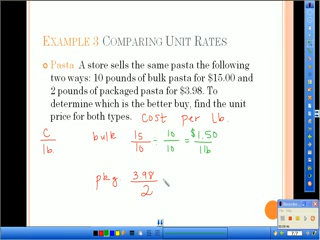 EXAMPLE 3 COMPARING UNIT RATES
Pasta A store sells the same pasta the following
two ways: 10 pounds of bulk pasta for $15.00 and
2 pounds of packaged pasta for $3.98. To
determine which is the better buy, find the unit
price for both types. Cost per Lb.
C/lb. bulk 15/10 ÷ 10/10 = $1.50/lb
pkg 3.98/2